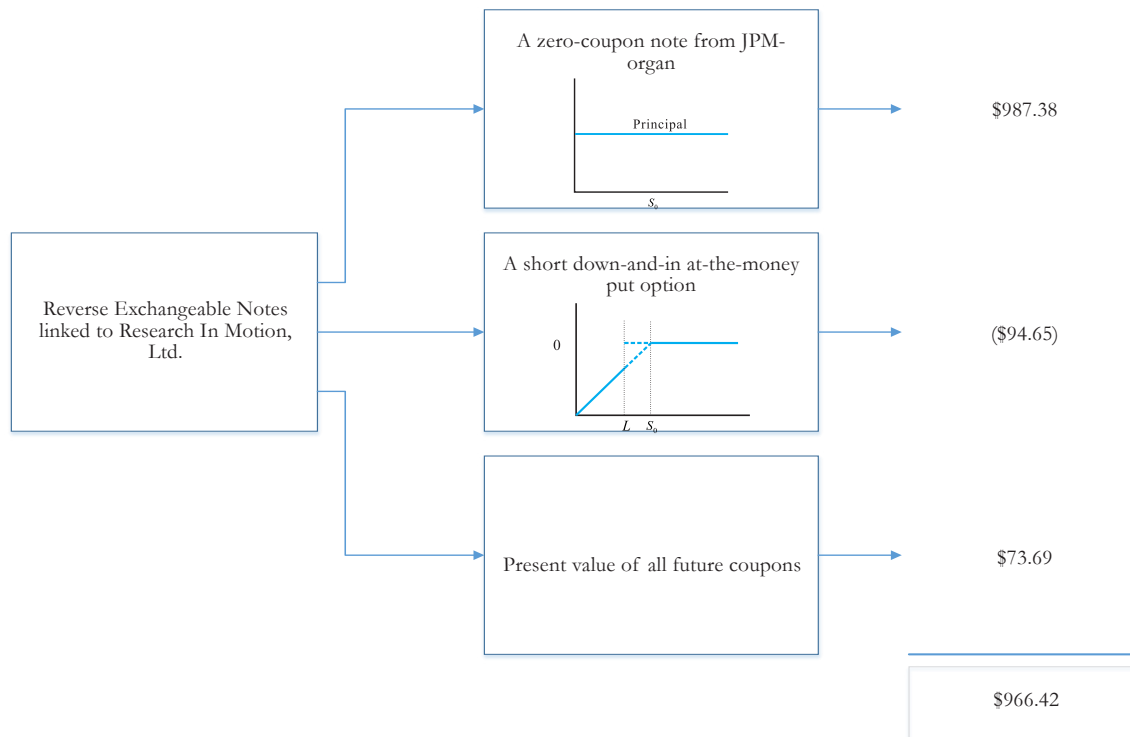 A zero-coupon note from JPM-
organ
Principal
S₀
$987.38
Reverse Exchangeable Notes
linked to Research In Motion,
Ltd.
A short down-and-in at-the-money
put option
0
L S₀
($94.65)
Present value of all future coupons
$73.69
$966.42